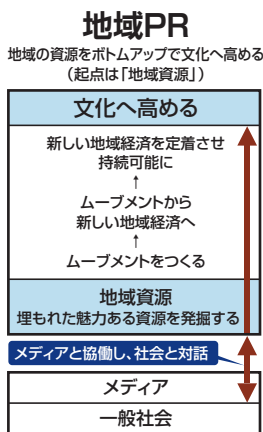 地域PR
地域の資源をボトムアップで文化へ高める
（起点は「地域資源」）
文化へ高める
新しい地域経済を定着させ
持続可能に
↑
ムーブメントから
新しい地域経済へ
↑
ムーブメントをつくる
地域資源
埋もれた魅力ある資源を発掘する
メディアと協働し、社会と対話
メディア
一般社会